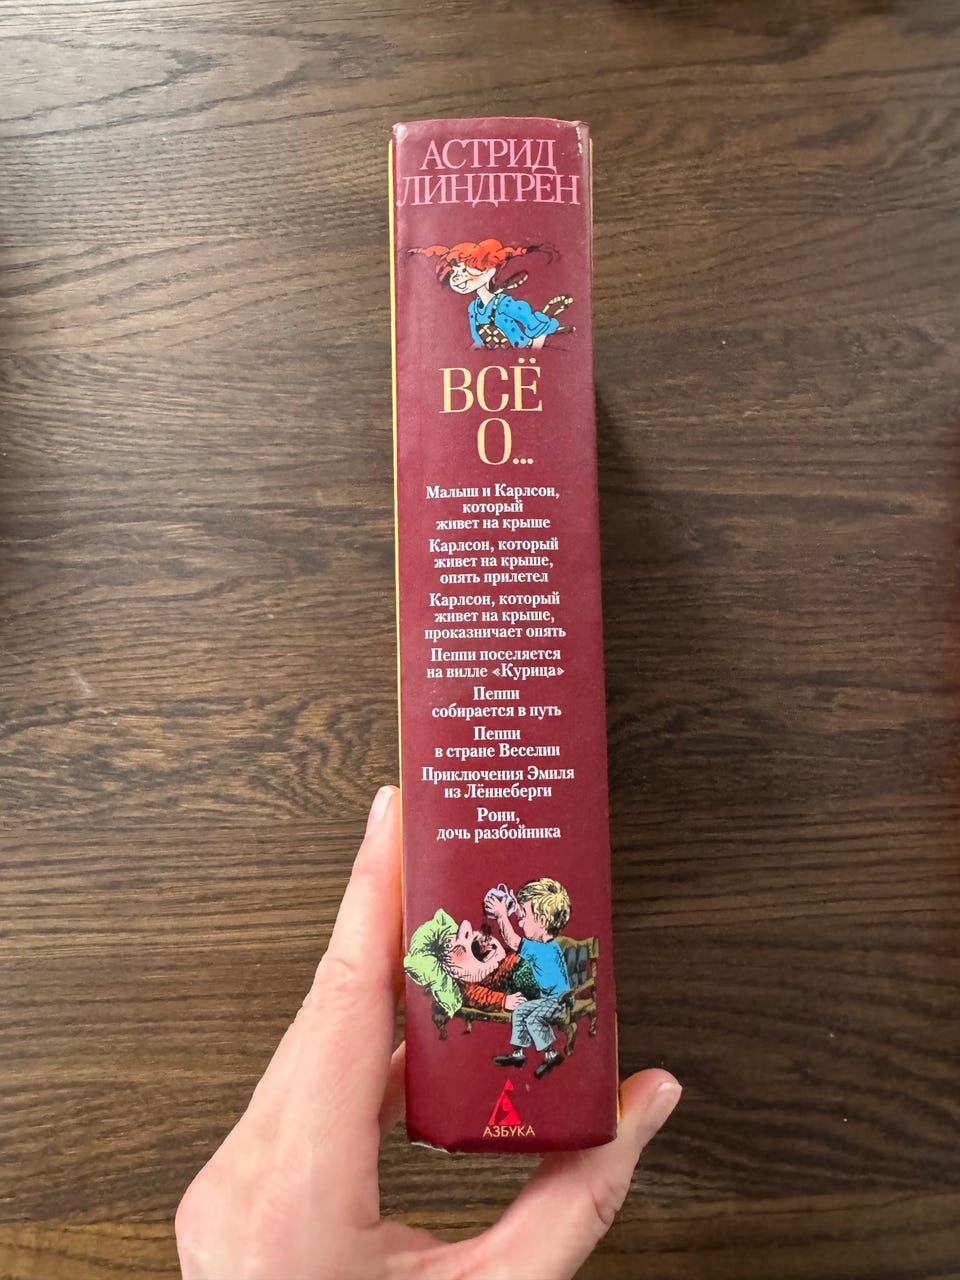 АСТРИД
ЛИНДГРЕН
ВСЁ
О...
Малыш и Карлсон,
который
живет на крыше
Карлсон, который
живет на крыше,
опять прилетел
Карлсон, который
живет на крыше,
проказничает опять
Пеппи поселяется
на вилле «Курица»
Пеппи
собирается в путь
Пеппи
в стране Веселии
Приключения Эмиля
из Лённеберги
Рони,
дочь разбойника
АЗБУКА